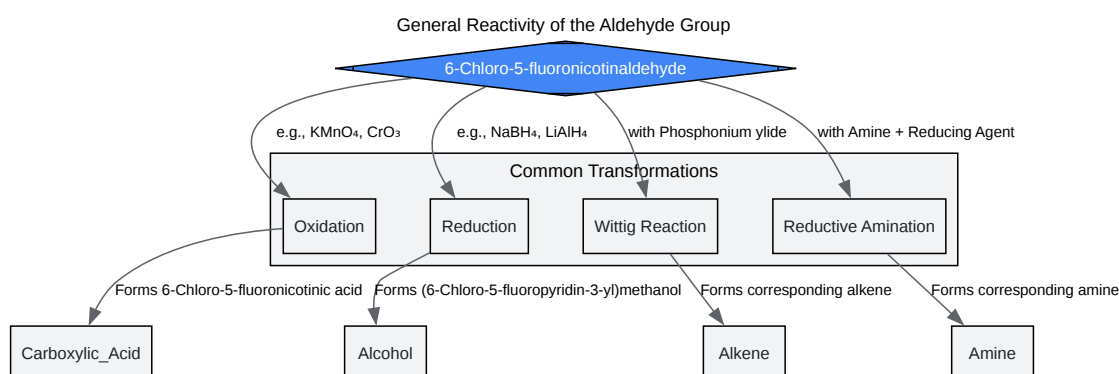 General Reactivity of the Aldehyde Group
6-Chloro-5-fluoronicotinaldehyde
e.g., KMnO₄, CrO₃
e.g., NaBH₄, LiAlH₄
with Phosphonium ylide
with Amine + Reducing Agent
Common Transformations
Oxidation
Reduction
Wittig Reaction
Reductive Amination
Forms 6-Chloro-5-fluoronicotinic acid
Forms (6-Chloro-5-fluoropyridin-3-yl)methanol
Forms corresponding alkene
Forms corresponding amine
Carboxylic_Acid
Alcohol
Alkene
Amine